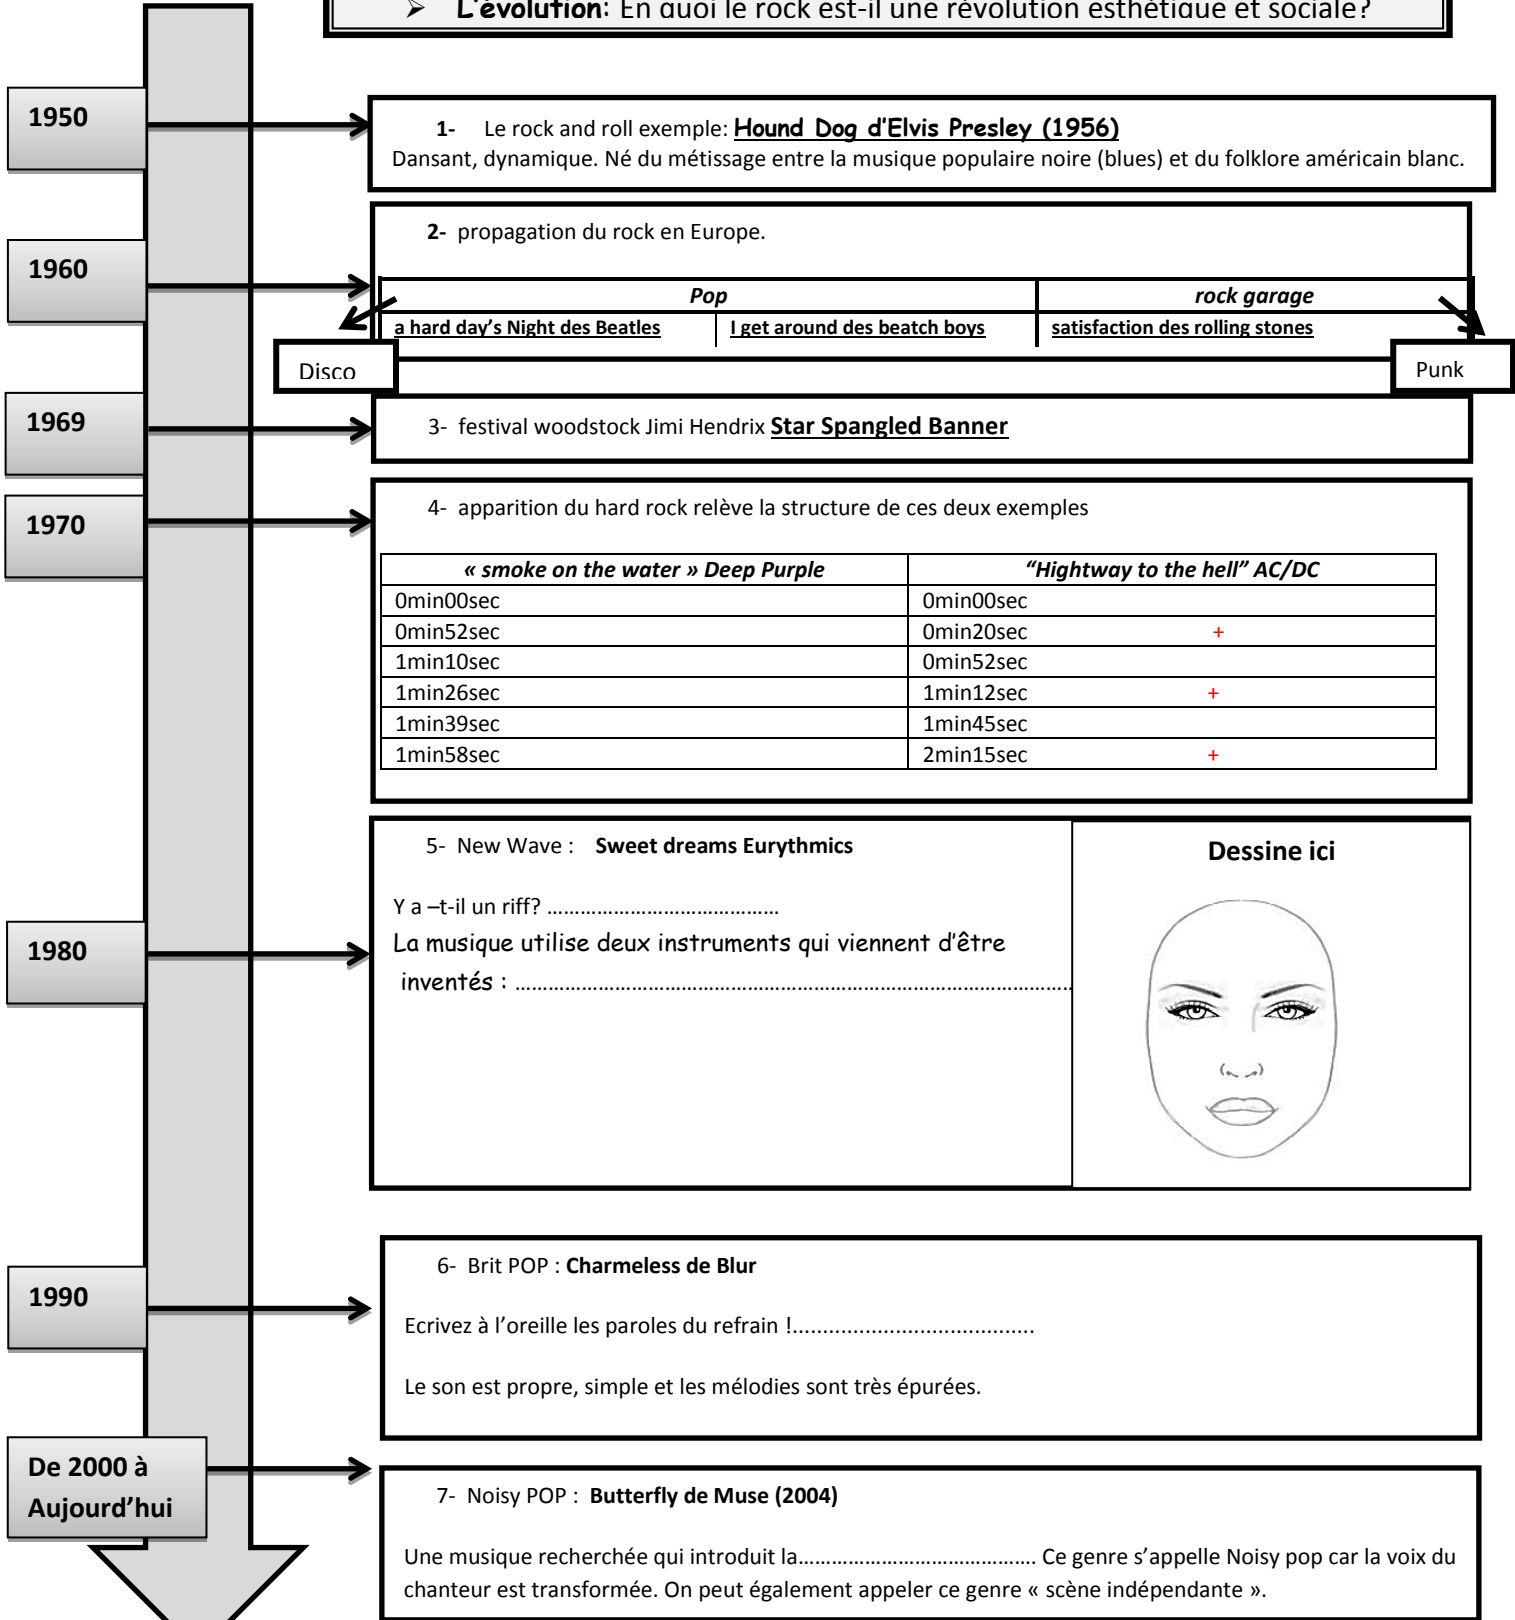 ➢ L'évolution: En quoi le rock est-il une révolution esthétique et sociale?
1950
1- Le rock and roll exemple: Hound Dog d'Elvis Presley (1956)
Dansant, dynamique. Né du métissage entre la musique populaire noire (blues) et du folklore américain blanc.
1960
2- propagation du rock en Europe.
Pop rock garage
a hard day's Night des Beatles I get around des beatch boys satisfaction des rolling stones
Disco Punk
1969
3- festival woodstock Jimi Hendrix Star Spangled Banner
1970
4- apparition du hard rock relève la structure de ces deux exemples
« smoke on the water » Deep Purple "Hightway to the hell" AC/DC
0min00sec 0min00sec
0min52sec 0min20sec +
1min10sec 0min52sec
1min26sec 1min12sec +
1min39sec 1min45sec
1min58sec 2min15sec +
1980
5- New Wave : Sweet dreams Eurythmics
Y a –t-il un riff? ……………………………………
La musique utilise deux instruments qui viennent d'être
inventés : …………………………………………………………………………………………..
Dessine ici
1990
6- Brit POP : Charmeless de Blur
Ecrivez à l'oreille les paroles du refrain !........................................
Le son est propre, simple et les mélodies sont très épurées.
De 2000 à
Aujourd'hui
7- Noisy POP : Butterfly de Muse (2004)
Une musique recherchée qui introduit la……………………………………. Ce genre s'appelle Noisy pop car la voix du
chanteur est transformée. On peut également appeler ce genre « scène indépendante ».